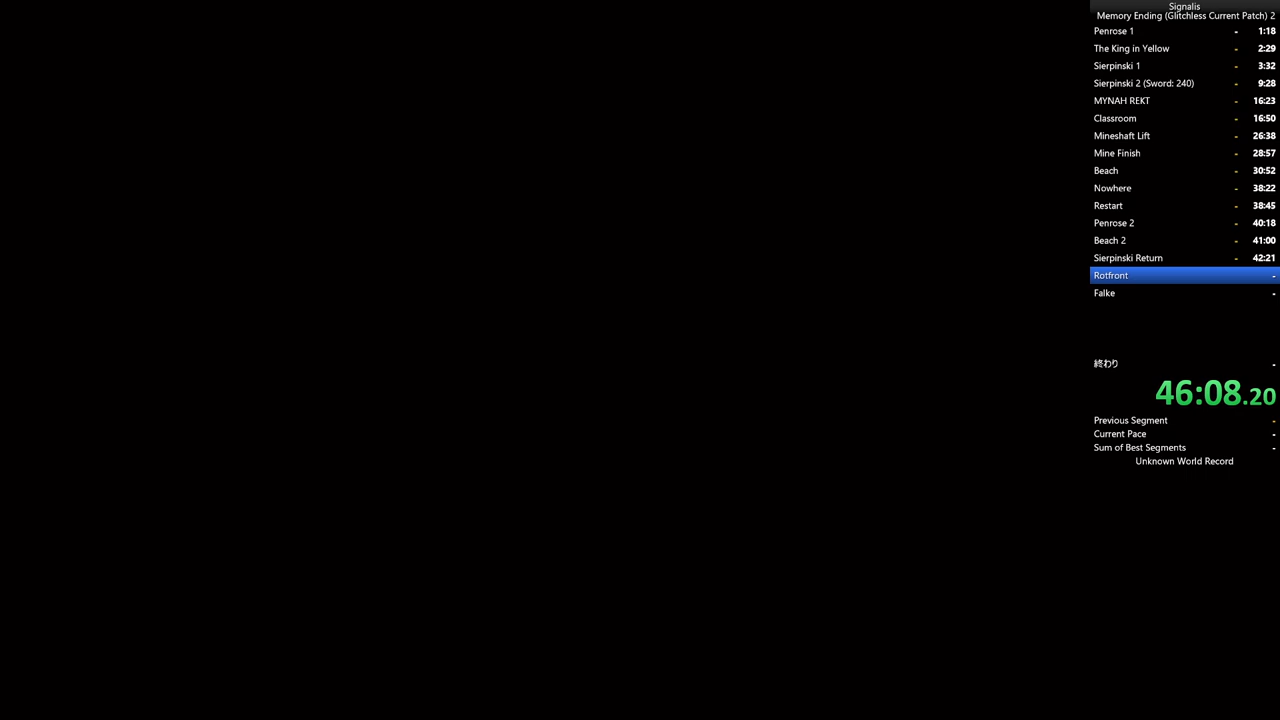 Signalis
Memory Ending (Glitchless Current Patch) 2
Penrose 1 - 1:18
The King in Yellow - 2:29
Sierpinski 1 - 3:32
Sierpinski 2 (Sword: 240) - 9:28
MYNAH REKT - 16:23
Classroom - 16:50
Mineshaft Lift - 26:38
Mine Finish - 28:57
Beach - 30:52
Nowhere - 38:22
Restart - 38:45
Penrose 2 - 40:18
Beach 2 - 41:00
Sierpinski Return - 42:21
Rotfront -
Falke -
終わり -
46:08.20
Previous Segment -
Current Pace -
Sum of Best Segments -
Unknown World Record